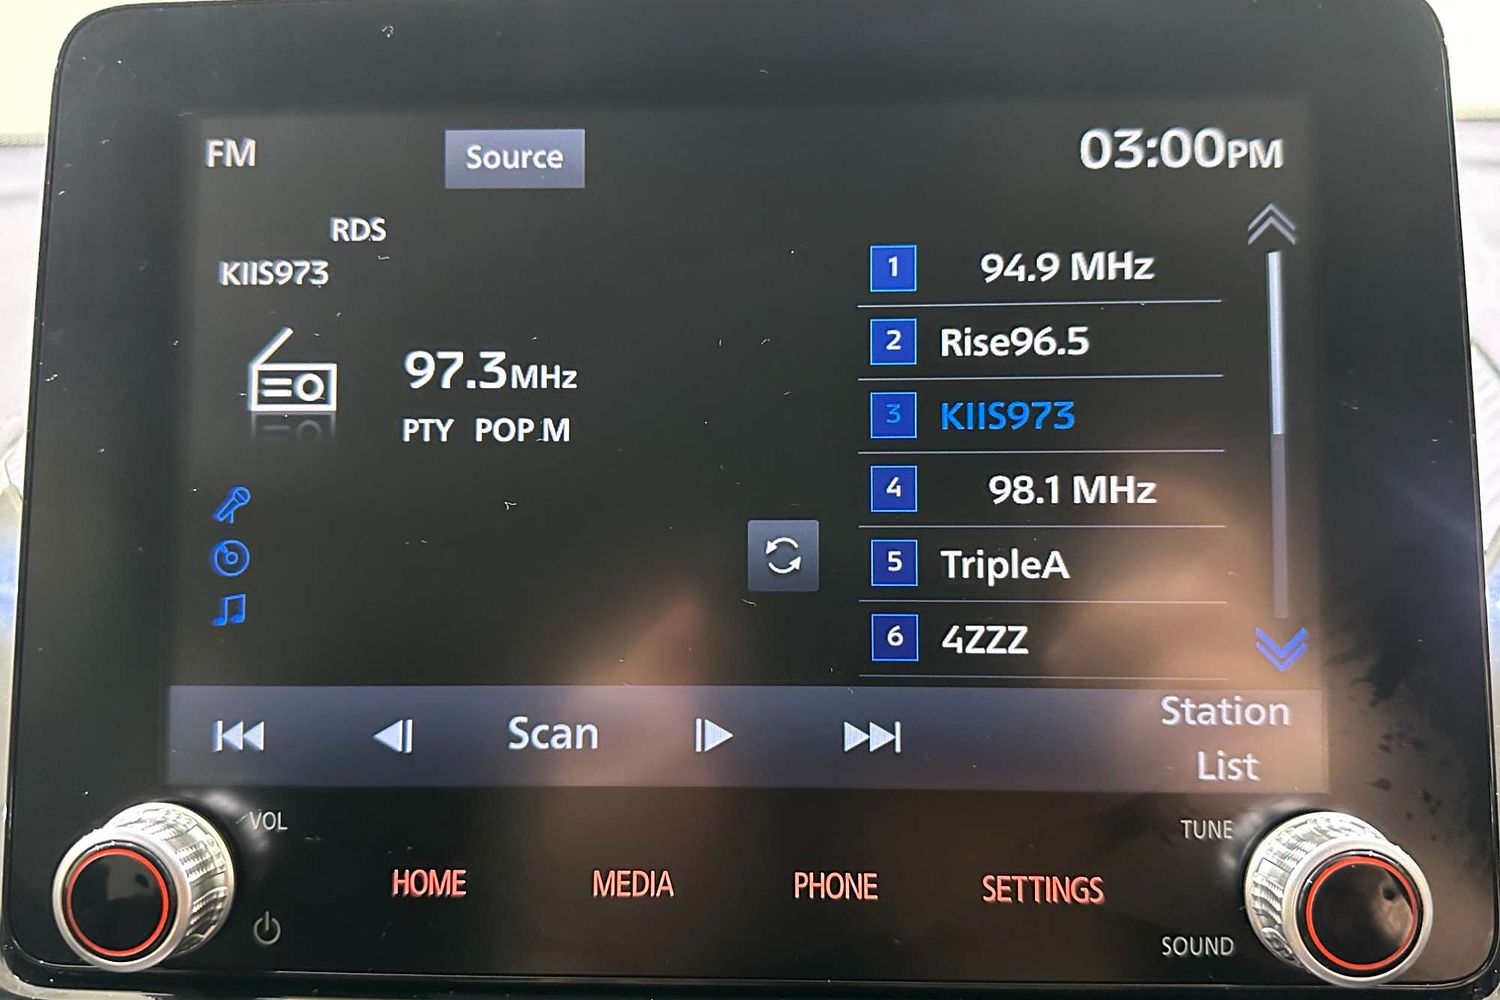 FM
Source
03:00PM
RDS
KIIS973
97.3MHz
PTY POP M
1 94.9 MHz
2 Rise96.5
3 KIIS973
4 98.1 MHz
5 TripleA
6 4ZZZ
Scan
Station
List
VOL
TUNE
HOME
MEDIA
PHONE
SETTINGS
SOUND